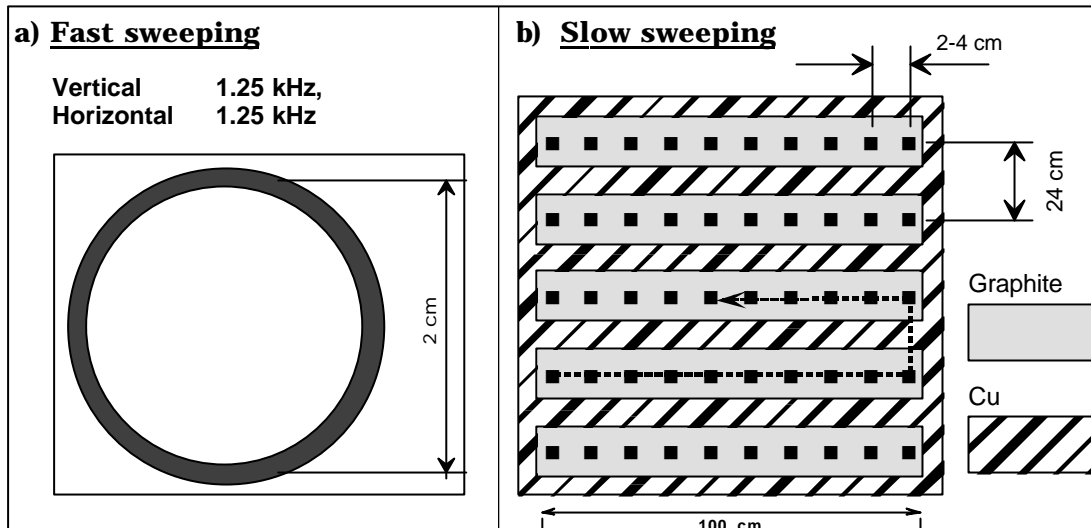 a) Fast sweeping
Vertical 1.25 kHz,
Horizontal 1.25 kHz
2 cm
b) Slow sweeping
2-4 cm
24 cm
Graphite
Cu
100 cm